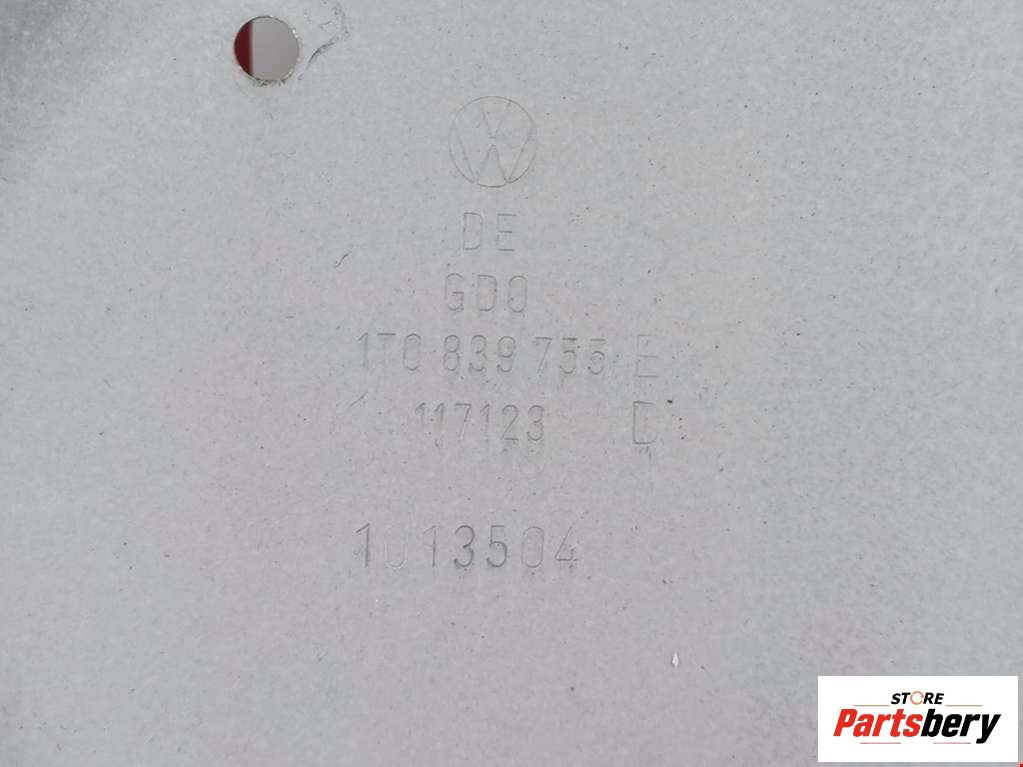 DE
GDO
1T0 839 755 E
117123 D
1013504
STORE
Partsbery